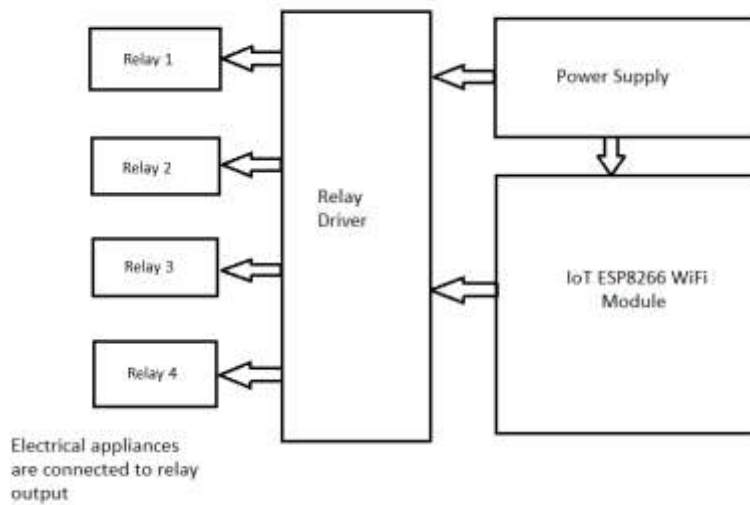 Relay 1
Relay 2
Relay 3
Relay 4
Electrical appliances
are connected to relay
output
Relay
Driver
Power Supply
IoT ESP8266 WiFi
Module